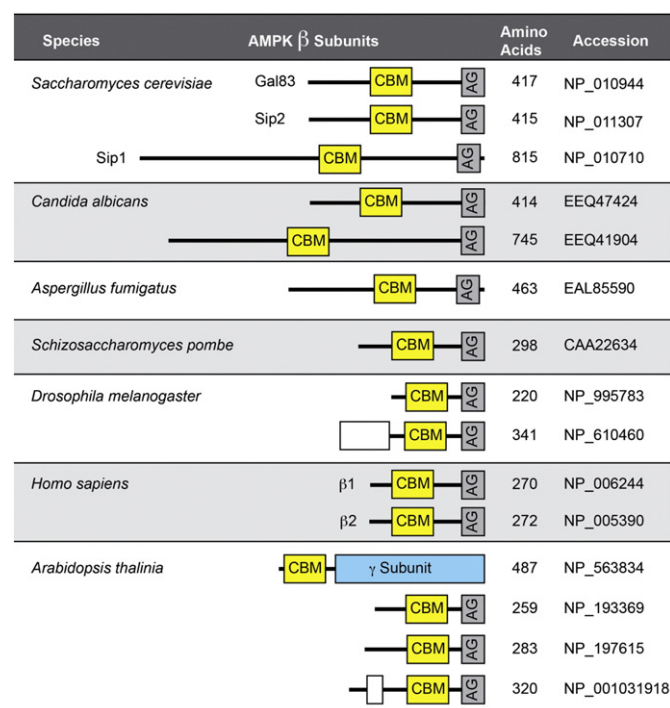 Species AMPK β Subunits Amino Acids Accession
Saccharomyces cerevisiae Gal83 CBM AG 417 NP_010944
Sip2 CBM AG 415 NP_011307
Sip1 CBM AG 815 NP_010710
Candida albicans CBM AG 414 EEQ47424
CBM AG 745 EEQ41904
Aspergillus fumigatus CBM AG 463 EAL85590
Schizosaccharomyces pombe CBM AG 298 CAA22634
Drosophila melanogaster CBM AG 220 NP_995783
CBM AG 341 NP_610460
Homo sapiens β1 CBM AG 270 NP_006244
β2 CBM AG 272 NP_005390
Arabidopsis thalinia CBM γ Subunit 487 NP_563834
CBM AG 259 NP_193369
CBM AG 283 NP_197615
CBM AG 320 NP_001031918